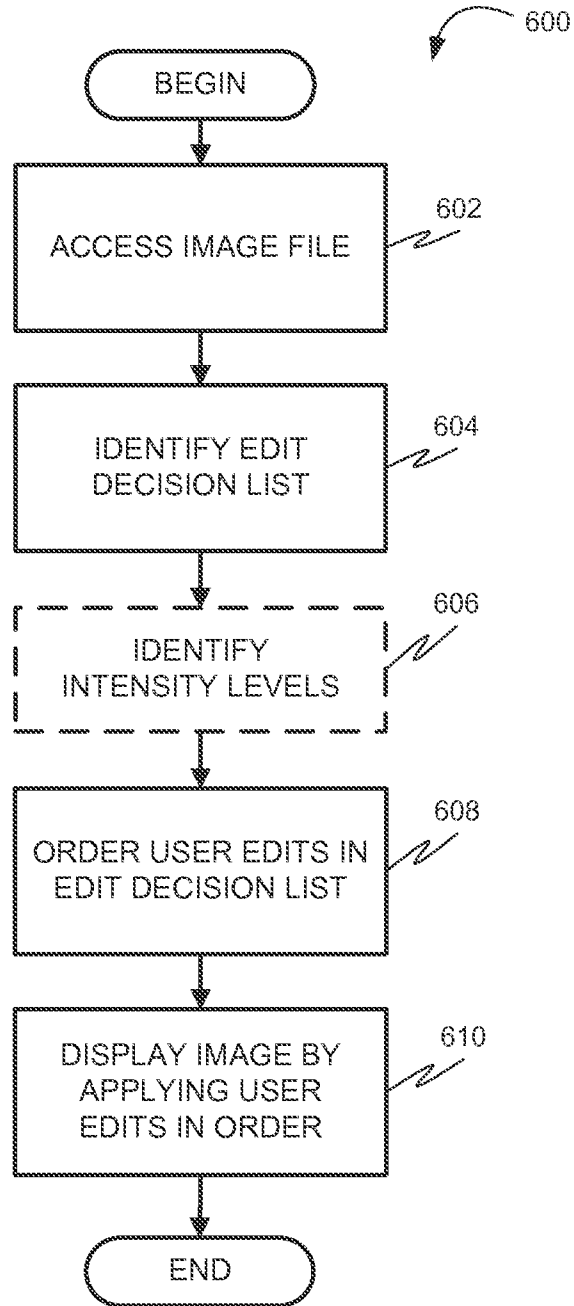 600
BEGIN
602
ACCESS IMAGE FILE
604
IDENTIFY EDIT
DECISION LIST
606
IDENTIFY
INTENSITY LEVELS
608
ORDER USER EDITS IN
EDIT DECISION LIST
610
DISPLAY IMAGE BY
APPLYING USER
EDITS IN ORDER
END